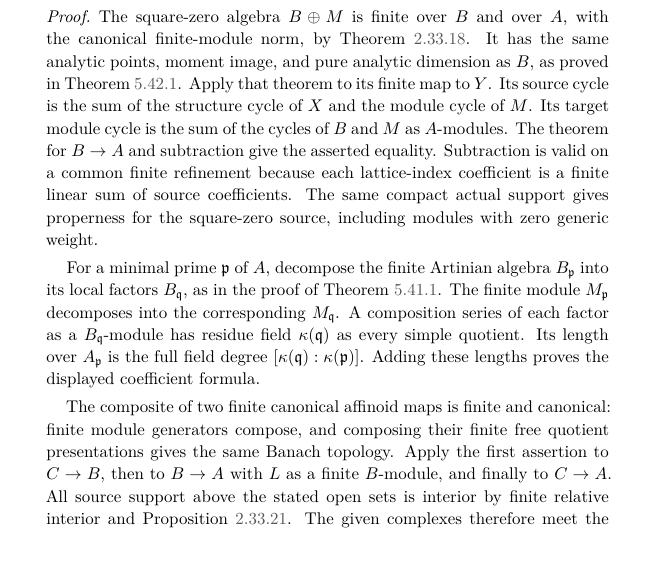 Proof. The square-zero algebra B ⊕ M is finite over B and over A, with
the canonical finite-module norm, by Theorem 2.33.18. It has the same
analytic points, moment image, and pure analytic dimension as B, as proved
in Theorem 5.42.1. Apply that theorem to its finite map to Y. Its source cycle
is the sum of the structure cycle of X and the module cycle of M. Its target
module cycle is the sum of the cycles of B and M as A-modules. The theorem
for B → A and subtraction give the asserted equality. Subtraction is valid on
a common finite refinement because each lattice-index coefficient is a finite
linear sum of source coefficients. The same compact actual support gives
properness for the square-zero source, including modules with zero generic
weight.
For a minimal prime 𝔭 of A, decompose the finite Artinian algebra B_𝔭 into
its local factors B_𝔮, as in the proof of Theorem 5.41.1. The finite module M_𝔭
decomposes into the corresponding M_𝔮. A composition series of each factor
as a B_𝔮-module has residue field κ(𝔮) as every simple quotient. Its length
over A_𝔭 is the full field degree [κ(𝔮) : κ(𝔭)]. Adding these lengths proves the
displayed coefficient formula.
The composite of two finite canonical affinoid maps is finite and canonical:
finite module generators compose, and composing their finite free quotient
presentations gives the same Banach topology. Apply the first assertion to
C → B, then to B → A with L as a finite B-module, and finally to C → A.
All source support above the stated open sets is interior by finite relative
interior and Proposition 2.33.21. The given complexes therefore meet the